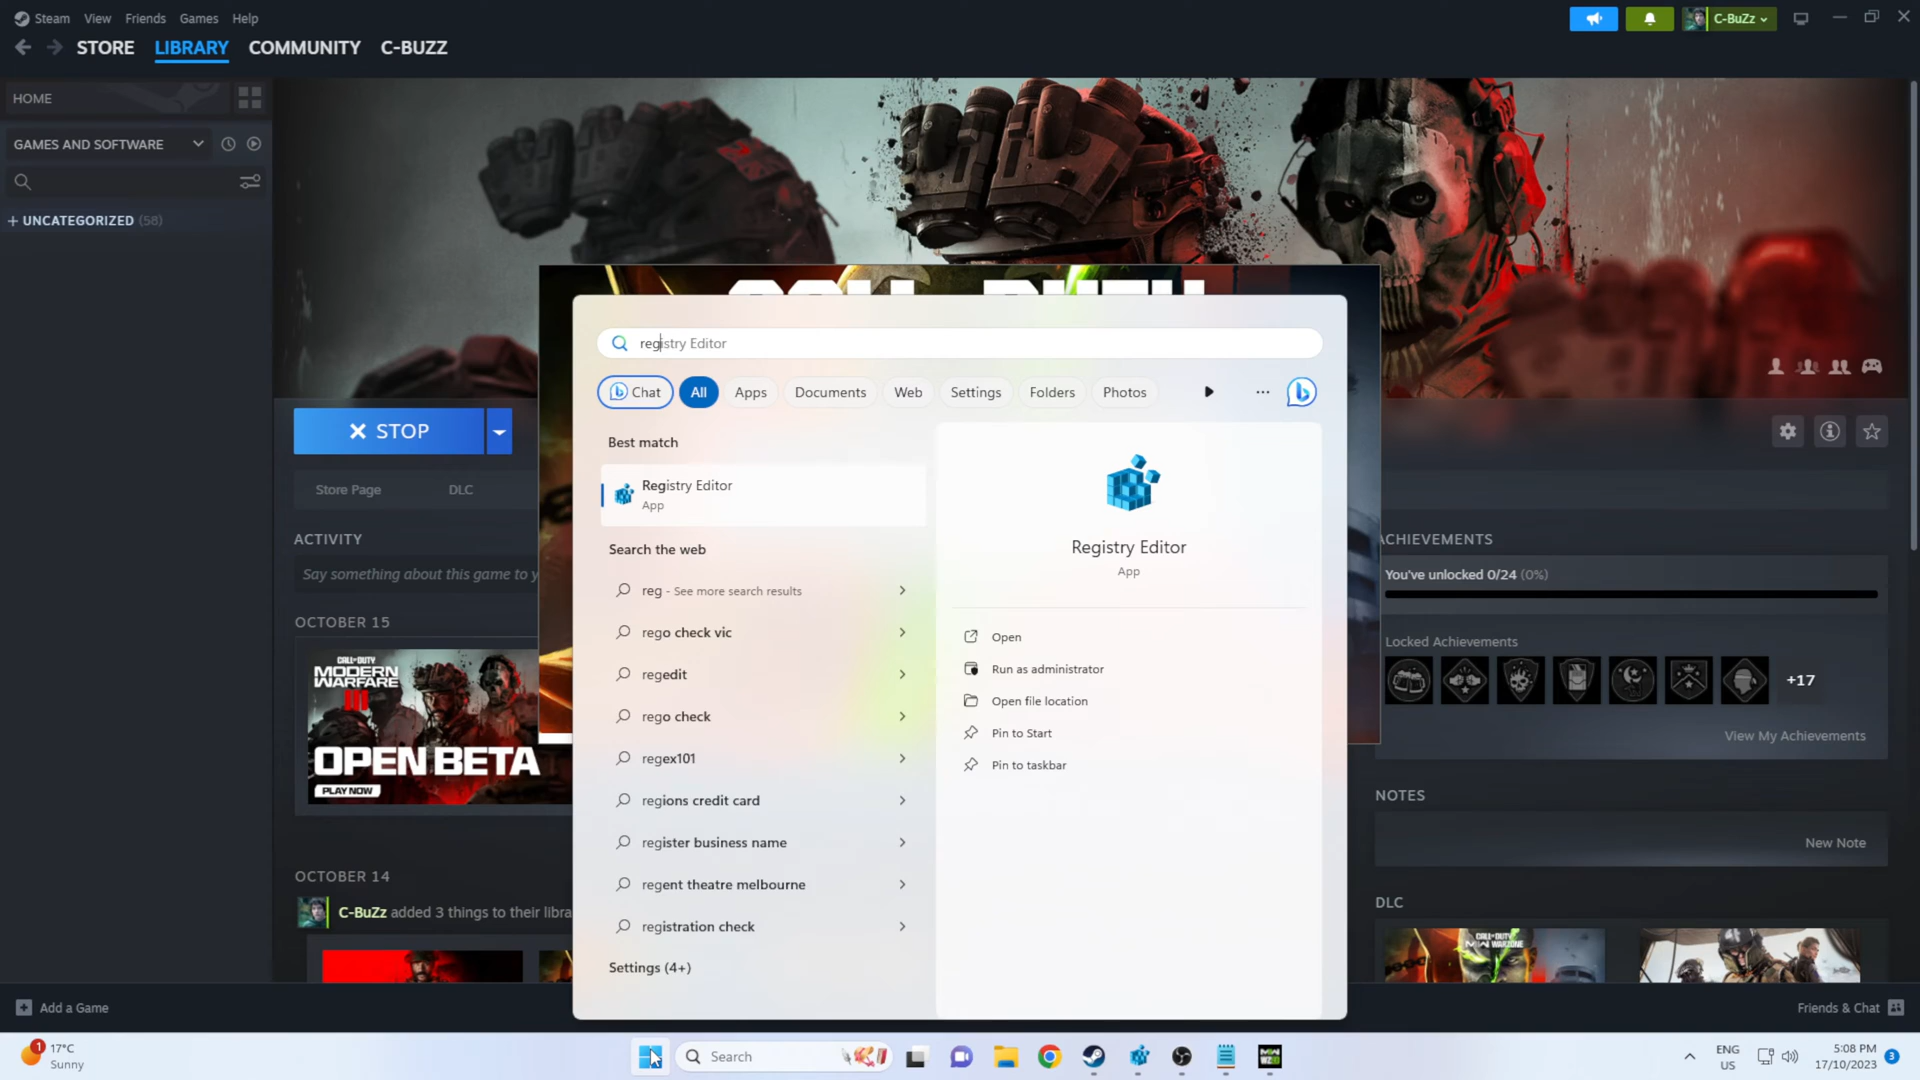 Steam View Friends Games Help
C-BuZz
STORE LIBRARY COMMUNITY C-BUZZ
HOME
GAMES AND SOFTWARE
+ UNCATEGORIZED (58)
registry Editor
Chat All Apps Documents Web Settings Folders Photos ...
STOP
Best match
Registry Editor
App
Search the web
reg - See more search results
rego check vic
regedit
rego check
regex101
regions credit card
register business name
regent theatre melbourne
registration check
Settings (4+)
Registry Editor
App
Open
Run as administrator
Open file location
Pin to Start
Pin to taskbar
Store Page DLC
ACTIVITY
Say something about this game to y
OCTOBER 15
CALL OF DUTY
MODERN
WARFARE
III
OPEN BETA
PLAY NOW
OCTOBER 14
C-BuZz added 3 things to their libra
ACHIEVEMENTS
You've unlocked 0/24 (0%)
Locked Achievements
+17
View My Achievements
NOTES
New Note
DLC
Add a Game
Friends & Chat
1
17°C
Sunny
Search
ENG
US
5:08 PM
17/10/2023
3